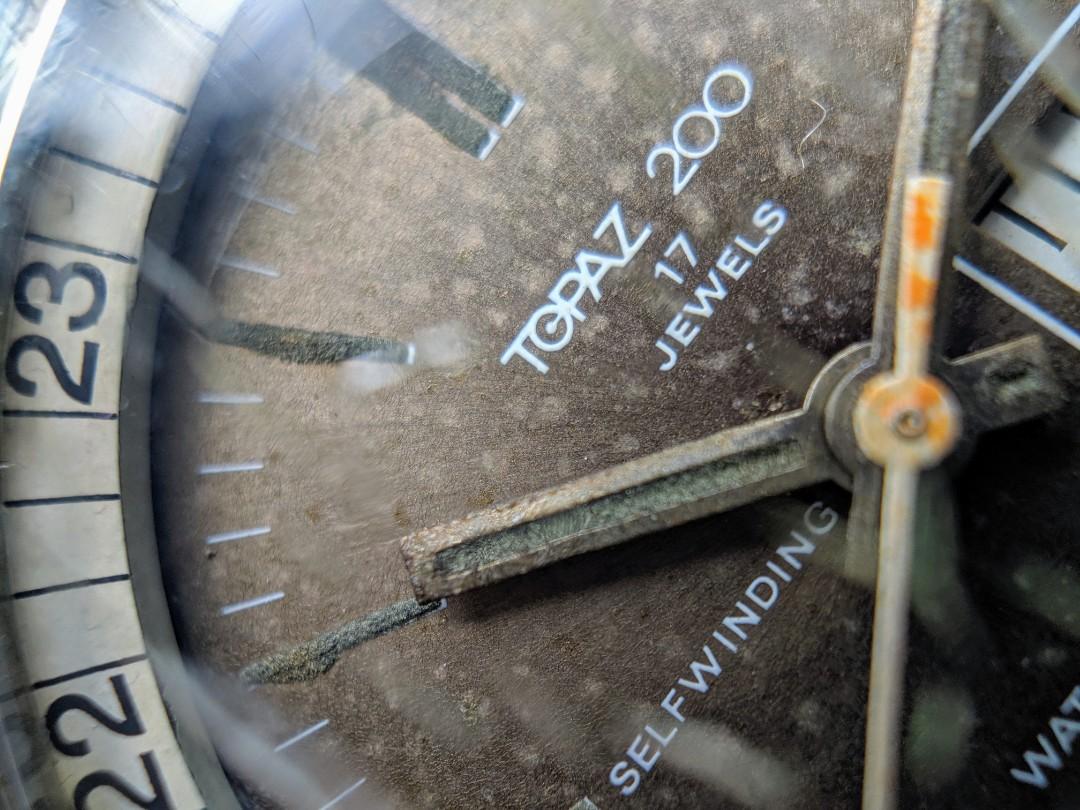 TOPAZ 200
17
JEWELS
SELFWINDING
23
22